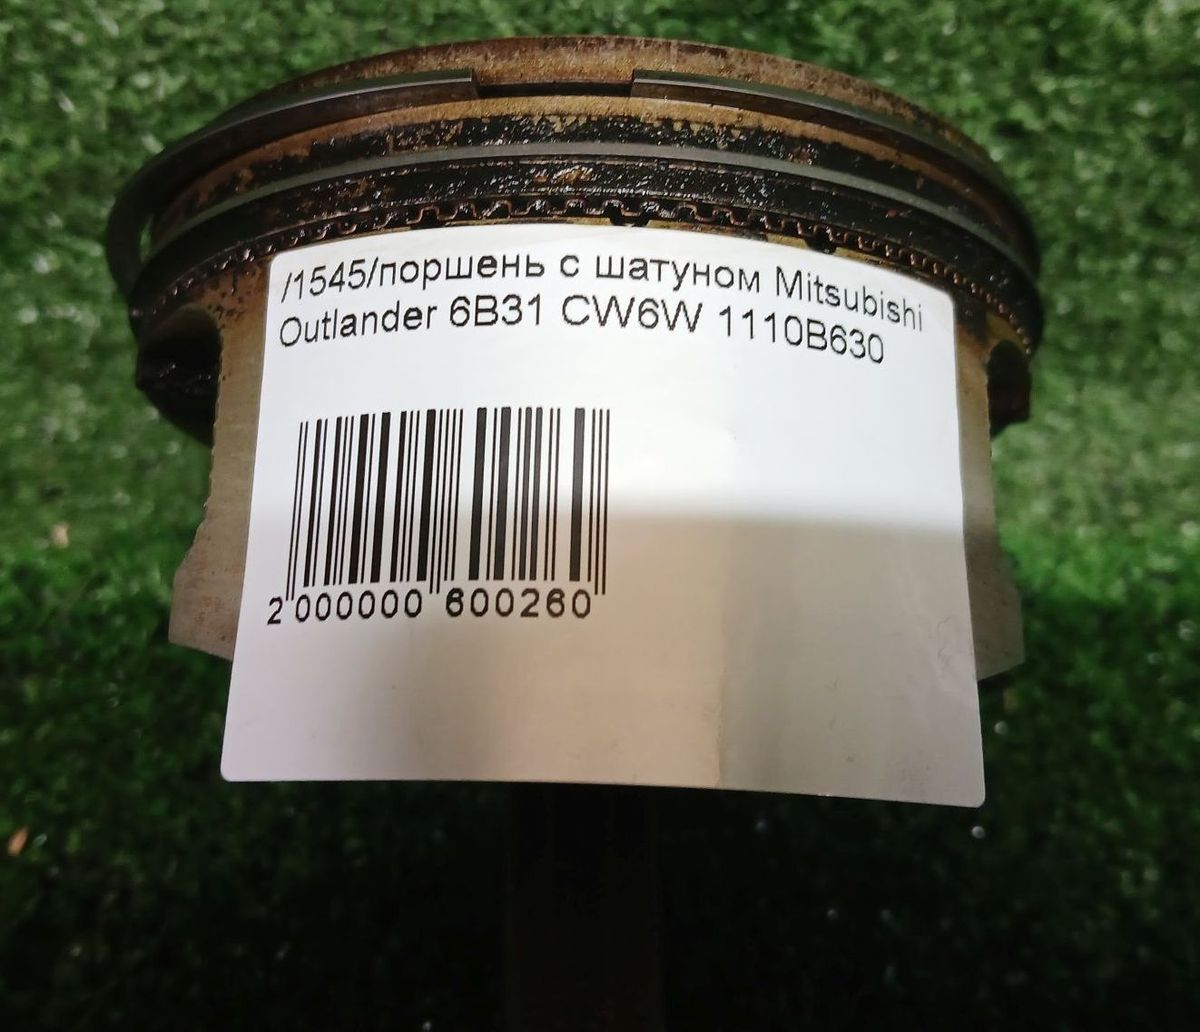 /1545/поршень с шатуном Mitsubishi
Outlander 6B31 CW6W 1110B630
2 000000 600260